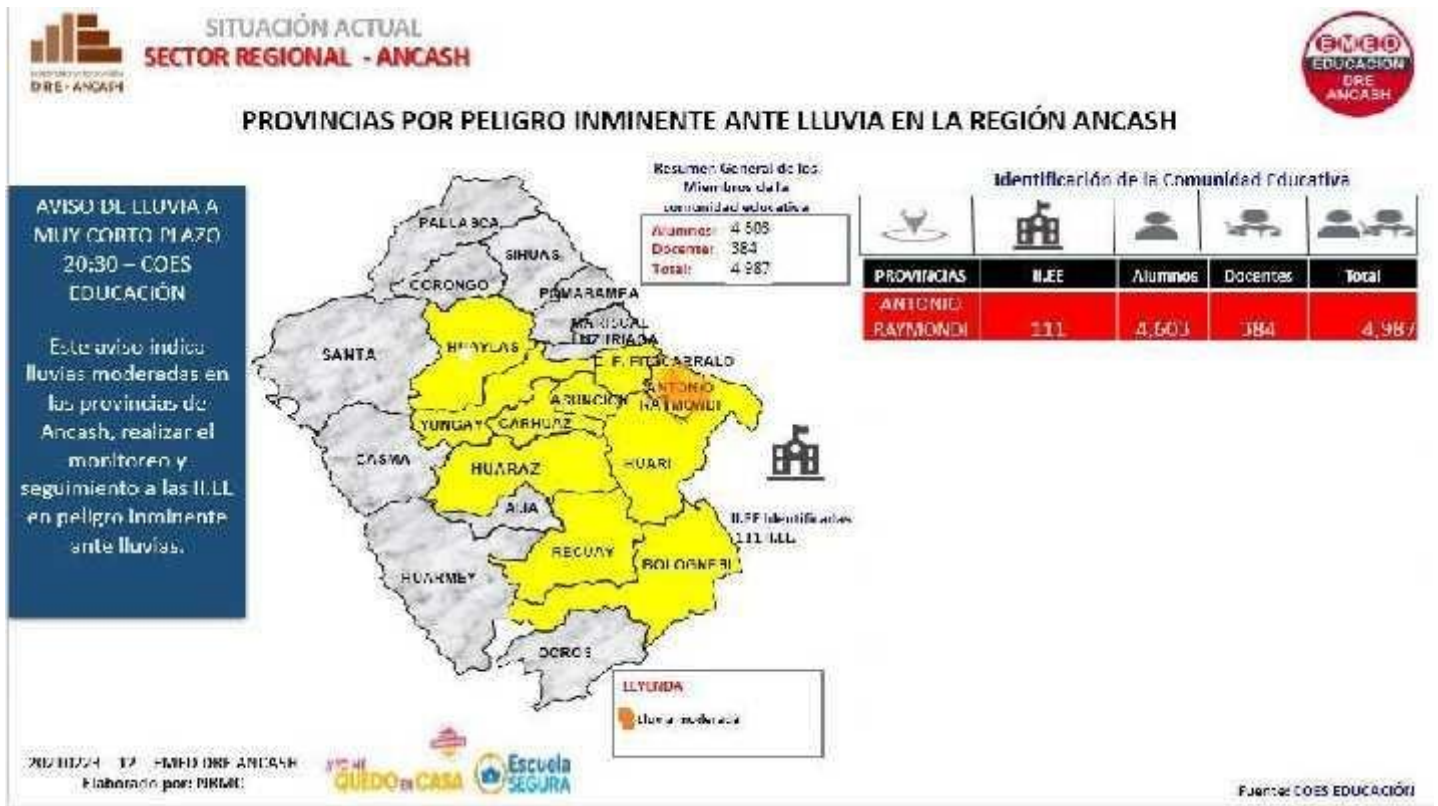 SITUACIÓN ACTUAL
SECTOR REGIONAL - ANCASH
DRE - ANCASH
EMED
EDUCACION
DRE
ANCASH
PROVINCIAS POR PELIGRO INMINENTE ANTE LLUVIA EN LA REGIÓN ANCASH
AVISO DE LLUVIA A
MUY CORTO PLAZO
20:30 – COES
EDUCACIÓN
Este aviso indica
lluvias moderadas en
las provincias de
Ancash, realizar el
monitoreo y
seguimiento a las II.EE
en peligro inminente
ante lluvias.
PALLASCA
SIHUAS
CORONGO
POMABAMBA
MARISCAL
LUZURIAGA
SANTA
HUAYLAS
C. F. FITZCARRALD
ANTONIO
RAYMONDI
ASUNCION
YUNGAY
CARHUAZ
CASMA
HUARAZ
HUARI
AIJA
RECUAY
BOLOGNESI
HUARMEY
OCROS
Resumen General de los
Miembros de la
comunidad educativa
Alumnos: 4 603
Docente: 384
Total: 4 987
Identificación de la Comunidad Educativa
PROVINCIAS II.EE Alumnos Docentes Total
ANTONIO
RAYMONDI 111 4,603 384 4,987
II.EE Identificadas
111 II.EE.
LEYENDA
Lluvia moderada
EMED DRE ANCASH
Elaborado por: NRMC
#YO ME
QUEDO EN CASA
Escuela
SEGURA
Fuente: COES EDUCACIÓN